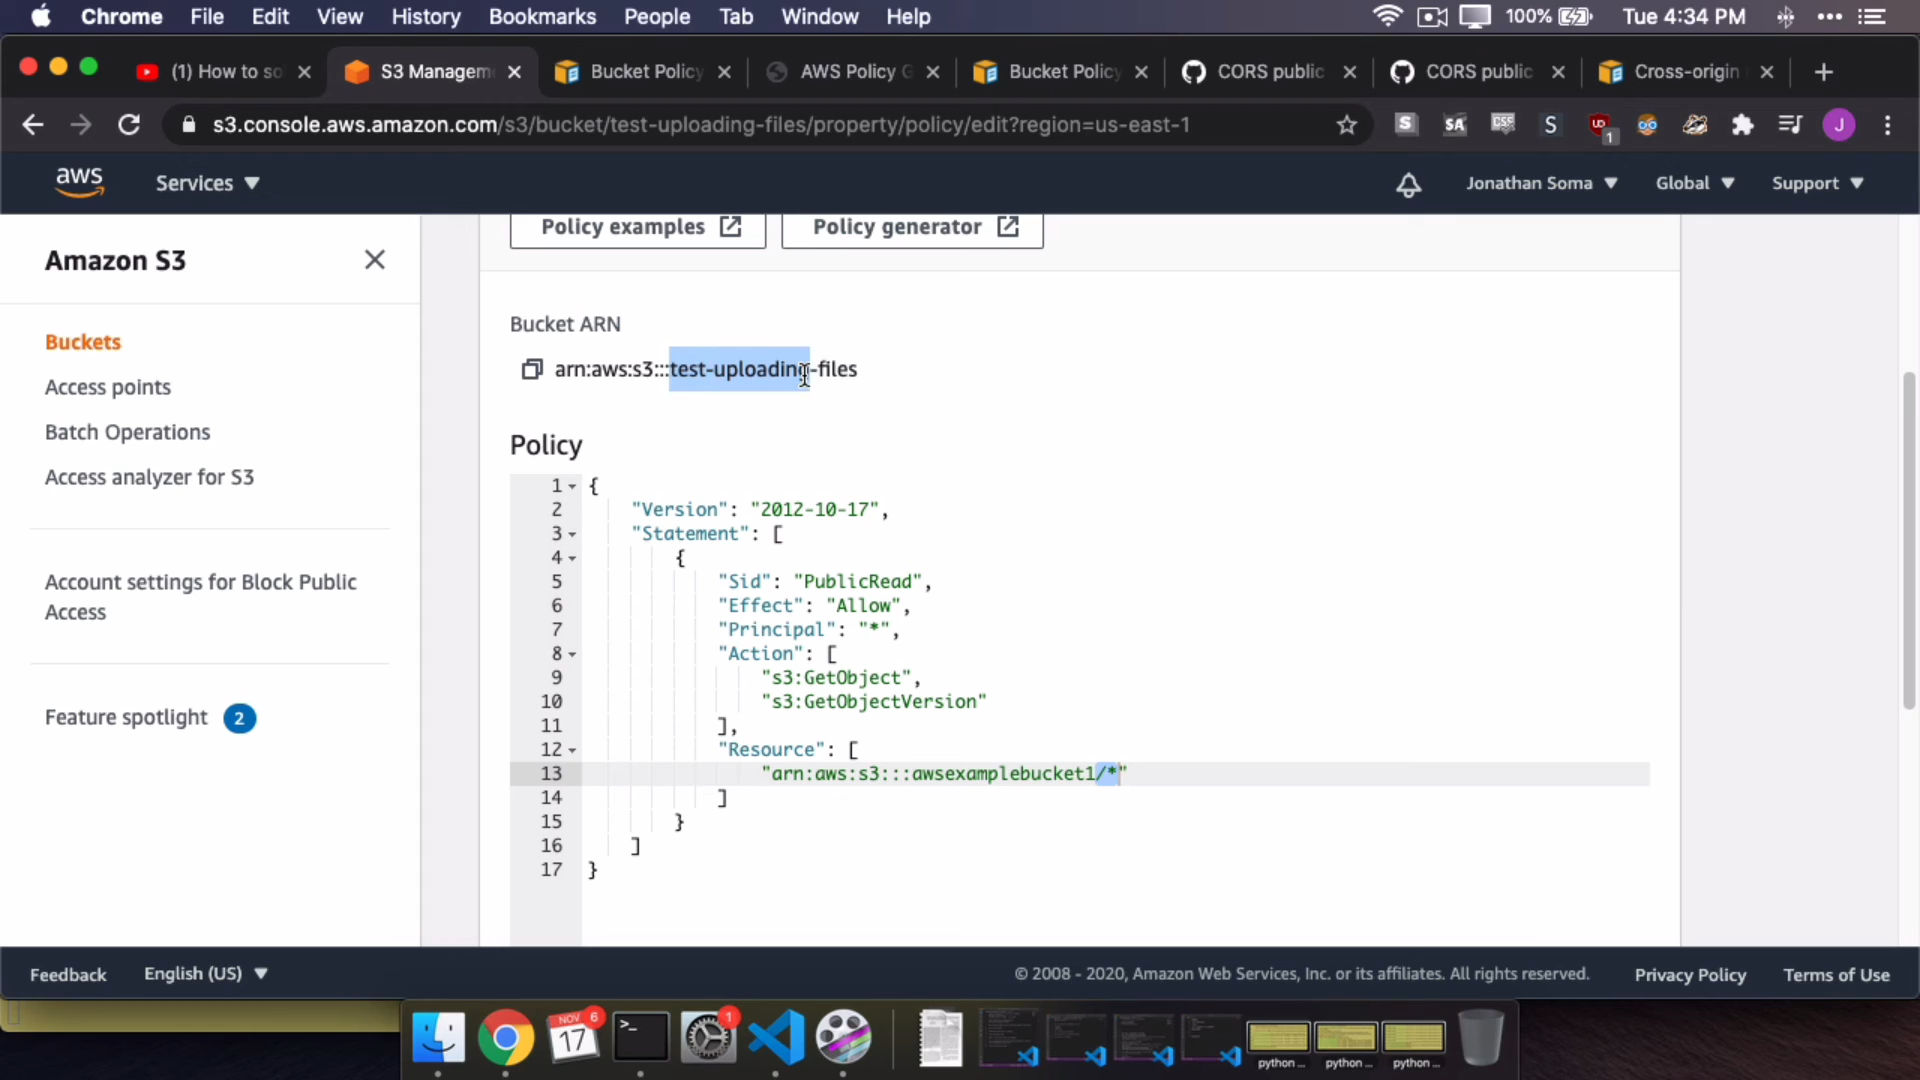 Chrome File Edit View History Bookmarks People Tab Window Help 100% Tue 4:34 PM
(1) How to so S3 Managem Bucket Policy AWS Policy G Bucket Policy CORS public CORS public Cross-origin
s3.console.aws.amazon.com/s3/bucket/test-uploading-files/property/policy/edit?region=us-east-1 S SA CSS S 1 J
aws Services Jonathan Soma Global Support
Policy examples Policy generator
Amazon S3
Buckets
Access points
Batch Operations
Access analyzer for S3
Account settings for Block Public
Access
Feature spotlight 2
Bucket ARN
arn:aws:s3:::test-uploading-files
Policy
1 {
2 "Version": "2012-10-17",
3 "Statement": [
4 {
5 "Sid": "PublicRead",
6 "Effect": "Allow",
7 "Principal": "*",
8 "Action": [
9 "s3:GetObject",
10 "s3:GetObjectVersion"
11 ],
12 "Resource": [
13 "arn:aws:s3:::awsexamplebucket1/*"
14 ]
15 }
16 ]
17 }
Feedback English (US) © 2008 - 2020, Amazon Web Services, Inc. or its affiliates. All rights reserved. Privacy Policy Terms of Use
NOV 17 6 >_ 1
python ... python ... python ...